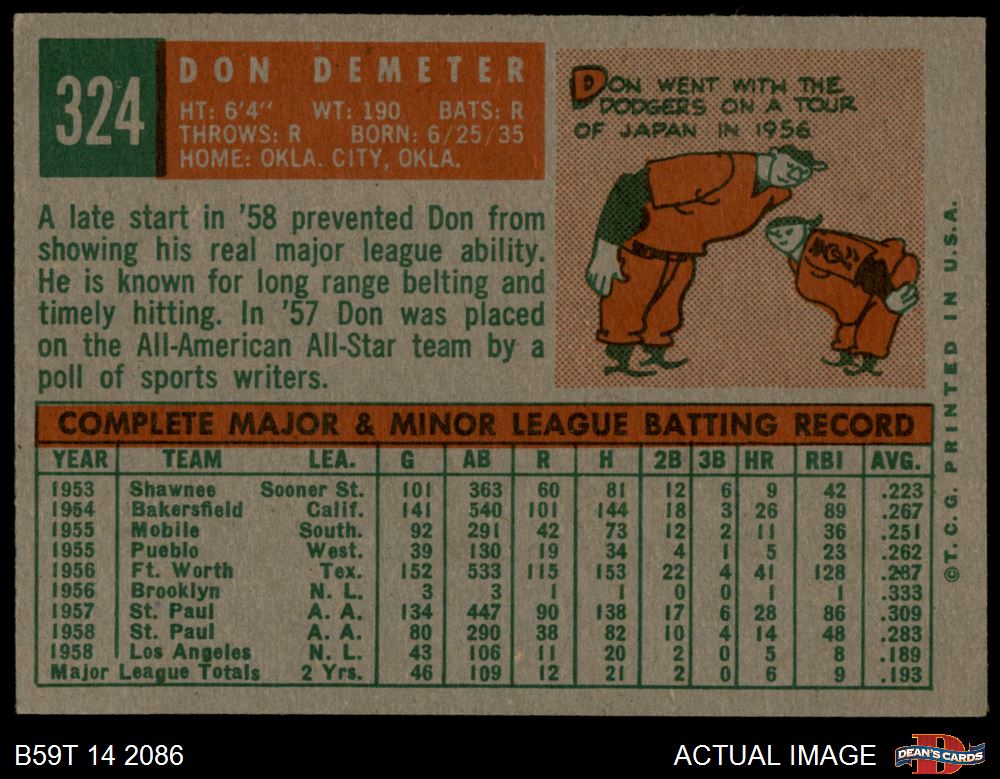 324
DON DEMETER
HT: 6'4" WT: 190 BATS: R
THROWS: R BORN: 6/25/35
HOME: OKLA. CITY, OKLA.
DON WENT WITH THE
DODGERS ON A TOUR
OF JAPAN IN 1956
A late start in '58 prevented Don from
showing his real major league ability.
He is known for long range belting and
timely hitting. In '57 Don was placed
on the All-American All-Star team by a
poll of sports writers.
COMPLETE MAJOR & MINOR LEAGUE BATTING RECORD
YEAR TEAM LEA. G AB R H 2B 3B HR RBI AVG.
1953 Shawnee Sooner St. 101 363 60 81 12 6 9 42 .223
1954 Bakersfield Calif. 141 540 101 144 18 3 26 89 .267
1955 Mobile South. 92 291 42 73 12 2 11 36 .251
1955 Pueblo West. 39 130 19 34 4 1 5 23 .262
1956 Ft. Worth Tex. 152 533 115 153 22 4 41 128 .287
1956 Brooklyn N. L. 3 3 1 1 0 0 1 1 .333
1957 St. Paul A. A. 134 447 90 138 17 6 28 86 .309
1958 St. Paul A. A. 80 290 38 82 10 4 14 48 .283
1958 Los Angeles N. L. 43 106 11 20 2 0 5 8 .189
Major League Totals 2 Yrs. 46 109 12 21 2 0 6 9 .193
©T.C.G. PRINTED IN U.S.A.
B59T 14 2086
ACTUAL IMAGE
DEAN'S CARDS